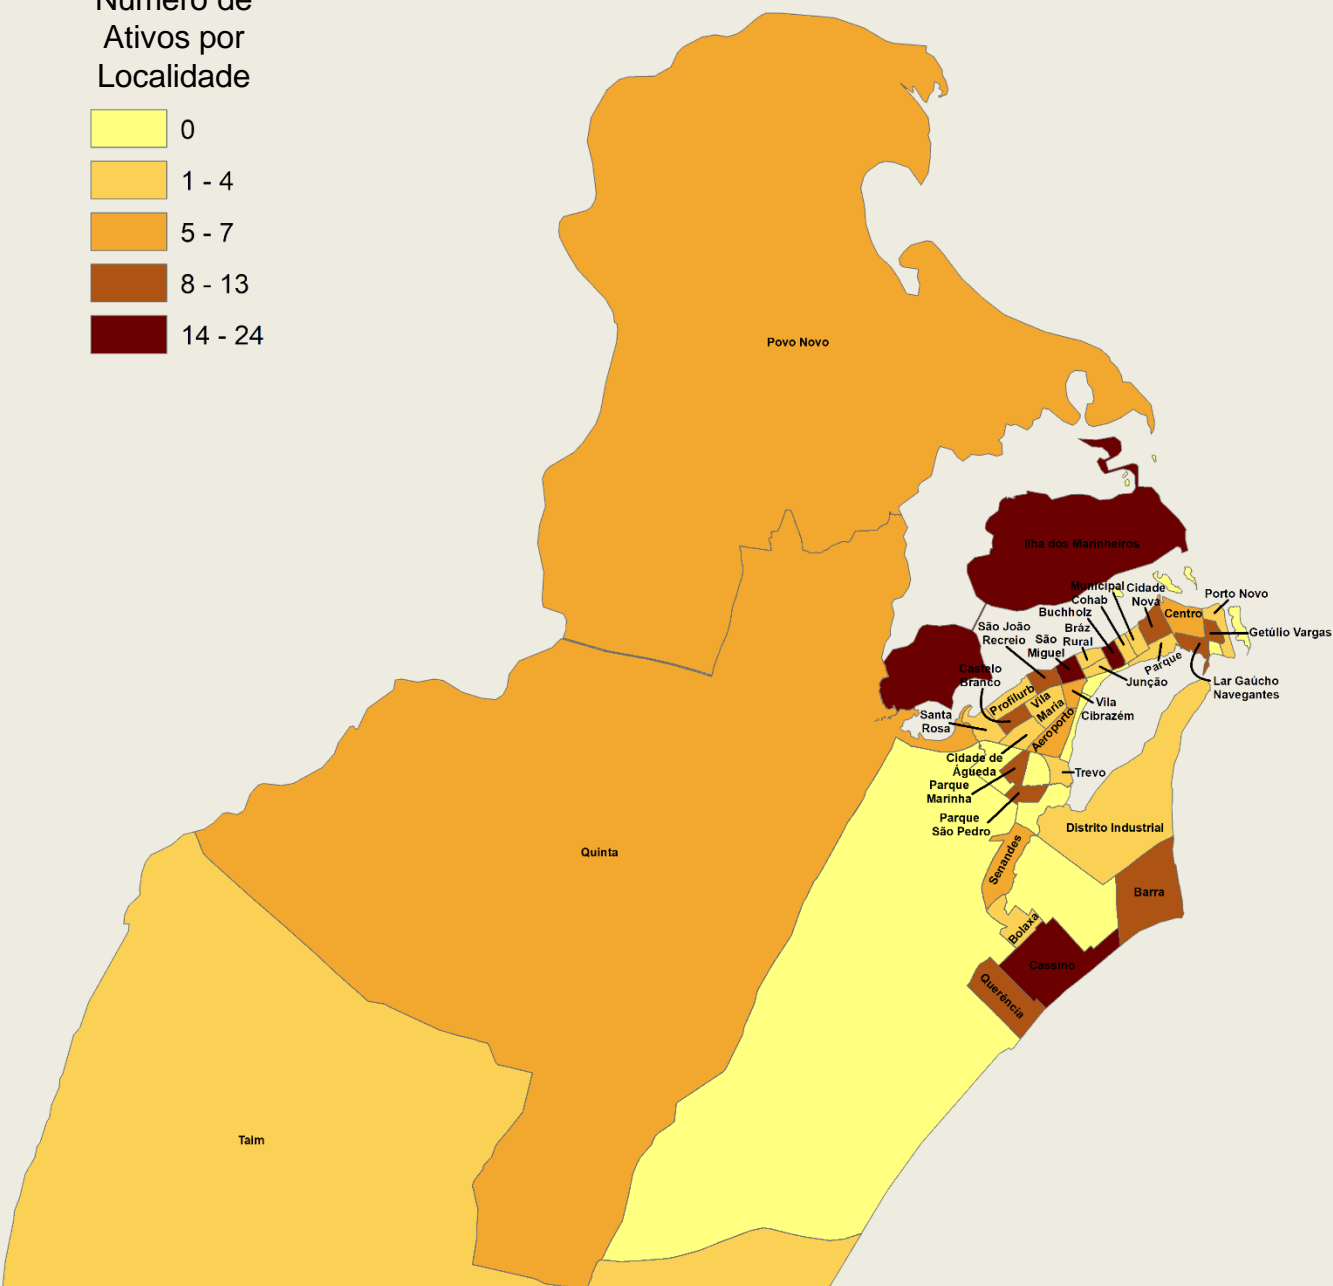 Número de
Ativos por
Localidade
0
1 - 4
5 - 7
8 - 13
14 - 24
Povo Novo
Ilha dos Marinheiros
Municipal
Cidade
Nova
Cohab
Buchholz
Porto Novo
Centro
Bráz
Rural
São João
Recreio
São
Miguel
Getúlio Vargas
Parque
Castelo
Branco
Junção
Lar Gaúcho
Navegantes
Profilurb
Vila
Maria
Vila
Cibrazém
Santa
Rosa
Aeroporto
Cidade de
Águeda
Trevo
Parque
Marinha
Parque
São Pedro
Distrito Industrial
Quinta
Senandes
Barra
Bolaxa
Cassino
Querência
Taim